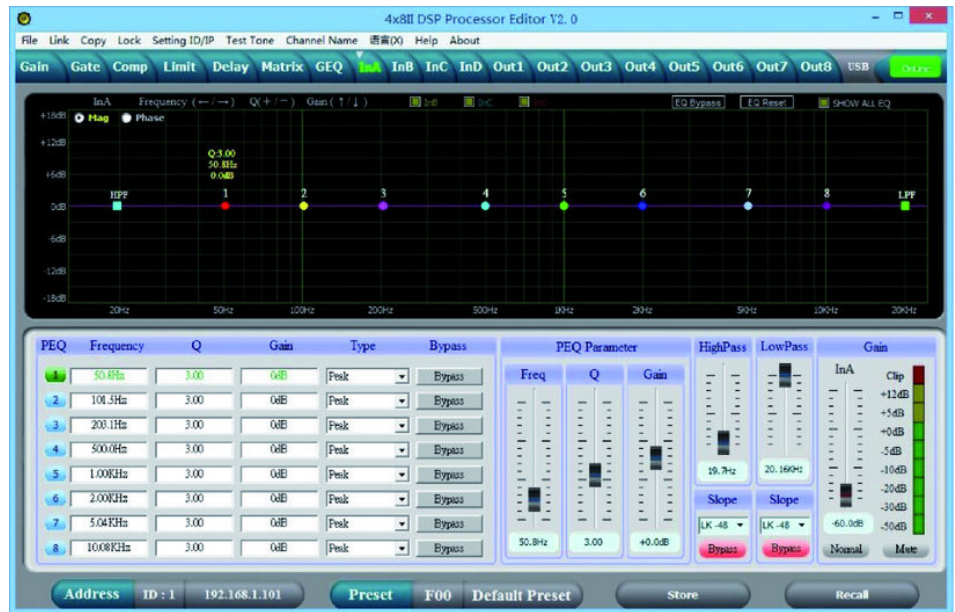 4x8II DSP Processor Editor V2.0
File Link Copy Lock Setting ID/IP Test Tone Channel Name 语言(X) Help About
Gain Gate Comp Limit Delay Matrix GEQ InA InB InC InD Out1 Out2 Out3 Out4 Out5 Out6 Out7 Out8 USB OnLine
InA Frequency (←/→) Q(+/−) Gain(↑/↓) InB InC EQ Bypass EQ Reset SHOW ALL EQ
+18dB Mag Phase
+12dB
Q:3.00
50.8Hz
+6dB 0.0dB
HPF 1 2 3 4 5 6 7 8 LPF
0dB
-6dB
-12dB
-18dB
20Hz 50Hz 100Hz 200Hz 500Hz 1KHz 2KHz 5KHz 10KHz 20KHz
PEQ Frequency Q Gain Type Bypass PEQ Parameter HighPass LowPass Gain
1 50.8Hz 3.00 0dB Peak Bypass Freq Q Gain InA Clip
2 101.5Hz 3.00 0dB Peak Bypass +12dB
3 203.1Hz 3.00 0dB Peak Bypass +5dB
+0dB
4 500.0Hz 3.00 0dB Peak Bypass -5dB
5 1.00KHz 3.00 0dB Peak Bypass 19.7Hz 20.16KHz -10dB
6 2.00KHz 3.00 0dB Peak Bypass Slope Slope -20dB
-30dB
7 5.04KHz 3.00 0dB Peak Bypass LK-48 LK-48 -60.0dB -50dB
8 10.08KHz 3.00 0dB Peak Bypass 50.8Hz 3.00 +0.0dB Bypass Bypass Normal Mute
Address ID : 1 192.168.1.101 Preset F00 Default Preset Store Recall